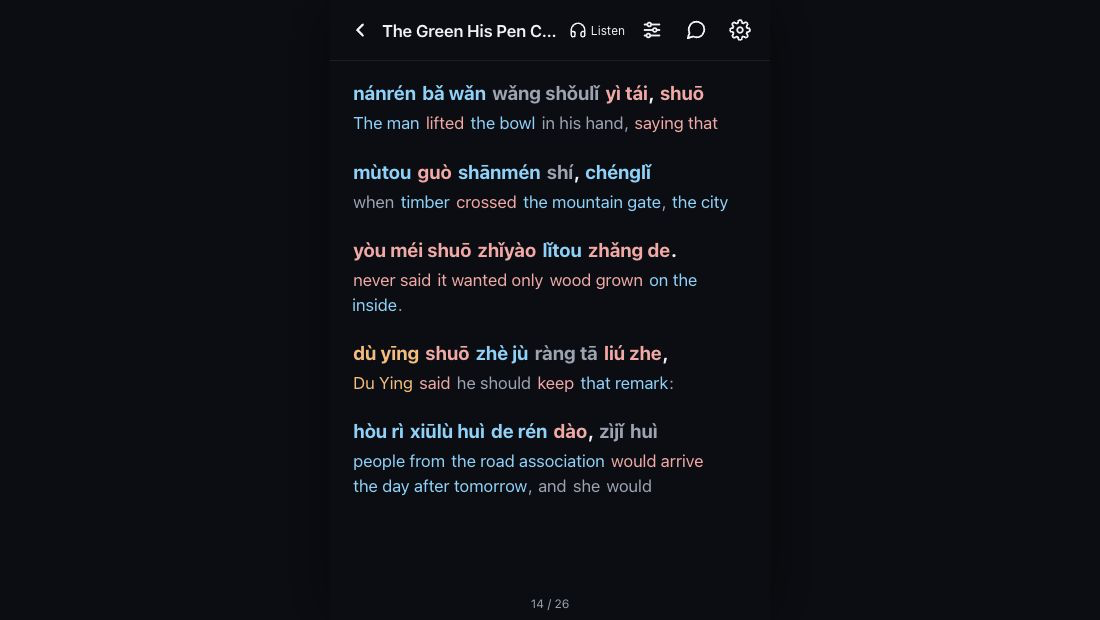 The Green His Pen C... Listen
nánrén bǎ wǎn wǎng shǒulǐ yì tái, shuō
The man lifted the bowl in his hand, saying that
mùtou guò shānmén shí, chénglǐ
when timber crossed the mountain gate, the city
yòu méi shuō zhǐyào lǐtou zhǎng de.
never said it wanted only wood grown on the
inside.
dù yīng shuō zhè jù ràng tā liú zhe,
Du Ying said he should keep that remark:
hòu rì xiūlù huì de rén dào, zìjǐ huì
people from the road association would arrive
the day after tomorrow, and she would
14 / 26